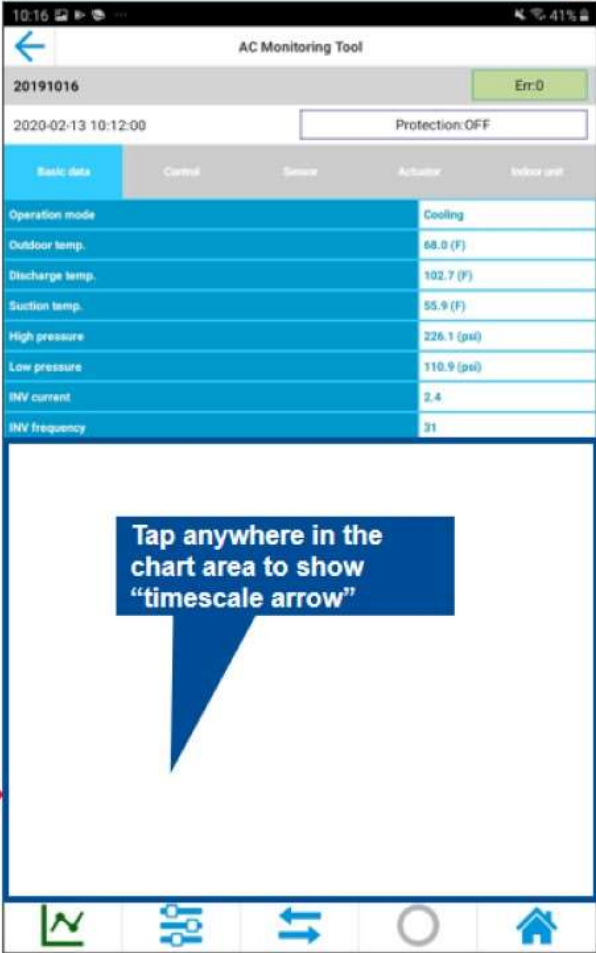 10:16 41%
AC Monitoring Tool
20191016 Err:0
2020-02-13 10:12:00 Protection:OFF
Basic data Control Sensor Actuator Indoor unit
Operation mode Cooling
Outdoor temp. 68.0 (F)
Discharge temp. 102.7 (F)
Suction temp. 55.9 (F)
High pressure 226.1 (psi)
Low pressure 110.9 (psi)
INV current 2.4
INV frequency 31
Tap anywhere in the
chart area to show
“timescale arrow”